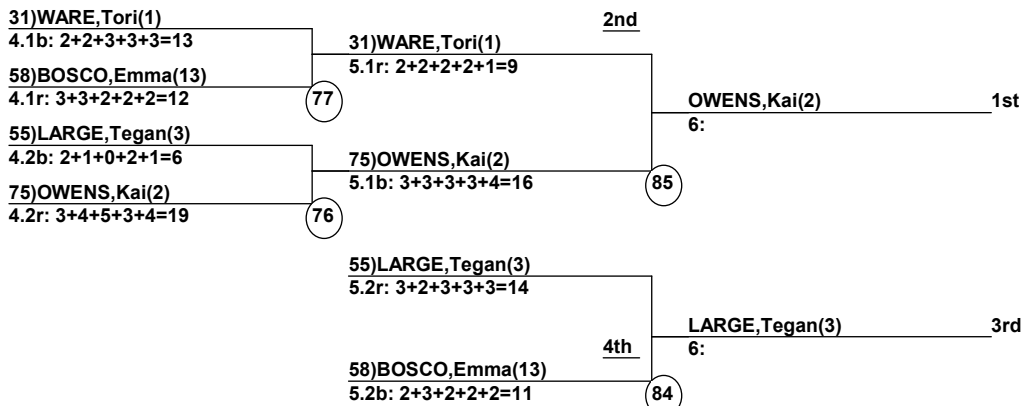 31)WARE,Tori(1)
4.1b: 2+2+3+3+3=13
58)BOSCO,Emma(13)
4.1r: 3+3+2+2+2=12
77
55)LARGE,Tegan(3)
4.2b: 2+1+0+2+1=6
75)OWENS,Kai(2)
4.2r: 3+4+5+3+4=19
76
2nd
31)WARE,Tori(1)
5.1r: 2+2+2+2+1=9
75)OWENS,Kai(2)
5.1b: 3+3+3+3+4=16
85
OWENS,Kai(2) 1st
6:
55)LARGE,Tegan(3)
5.2r: 3+2+3+3+3=14
4th
58)BOSCO,Emma(13)
5.2b: 2+3+2+2+2=11
84
LARGE,Tegan(3) 3rd
6: